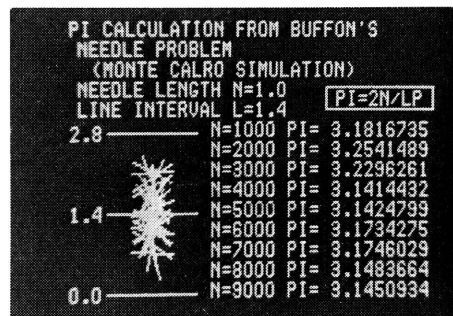 PI CALCULATION FROM BUFFON'S
NEEDLE PROBLEM
(MONTE CALRO SIMULATION)
NEEDLE LENGTH N=1.0
LINE INTERVAL L=1.4
PI=2N/LP
2.8
N=1000 PI= 3.1816735
N=2000 PI= 3.2541489
N=3000 PI= 3.2296261
N=4000 PI= 3.1414432
1.4
N=5000 PI= 3.1424799
N=6000 PI= 3.1734275
N=7000 PI= 3.1746029
N=8000 PI= 3.1483664
0.0
N=9000 PI= 3.1450934